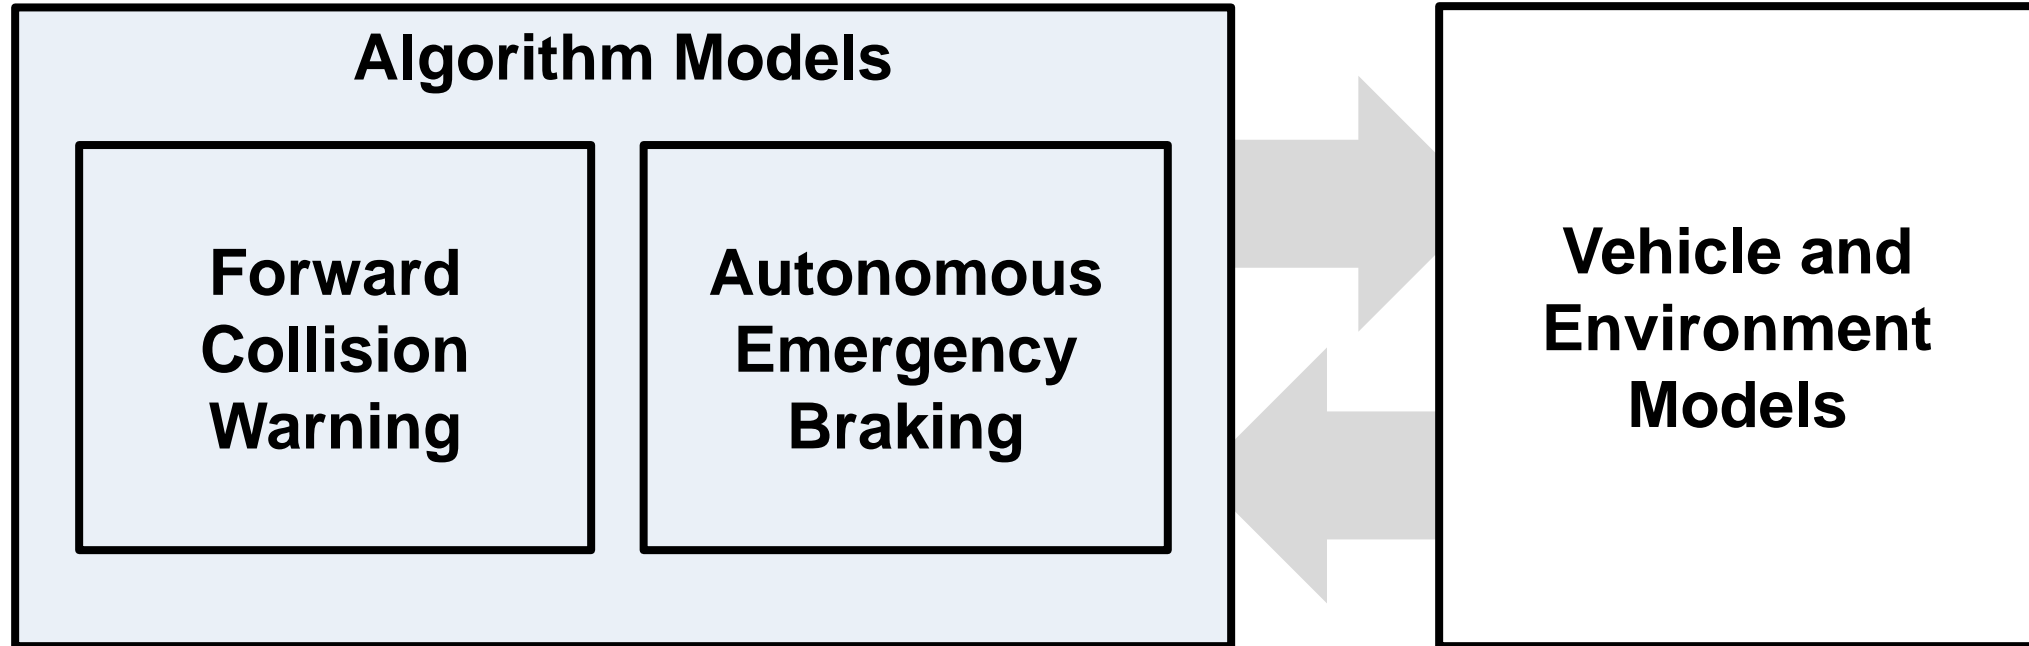 Algorithm Models
Forward
Collision
Warning
Autonomous
Emergency
Braking
Vehicle and
Environment
Models